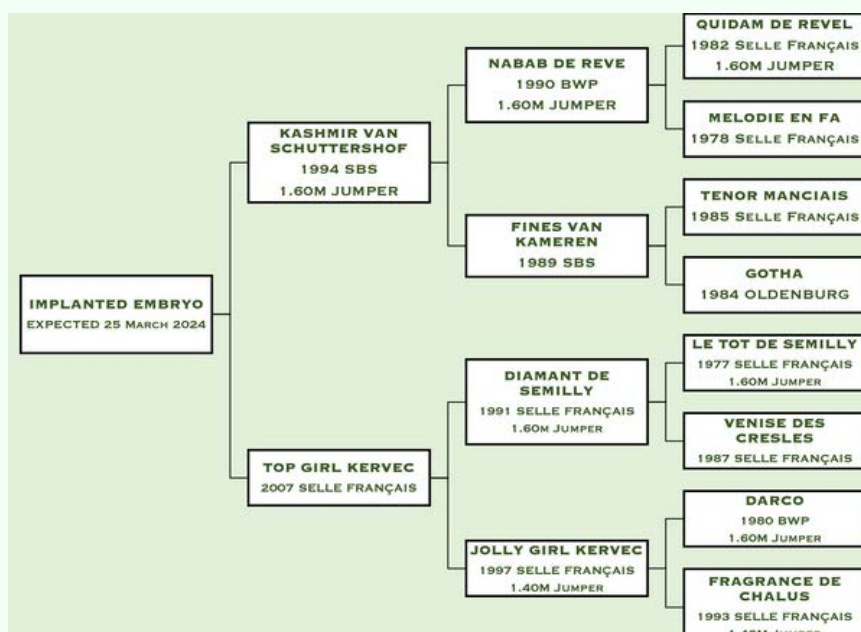 QUIDAM DE REVEL
1982 SELLE FRANÇAIS
1.60M JUMPER
NABAB DE REVE
1990 BWP
1.60M JUMPER
MELODIE EN FA
1978 SELLE FRANÇAIS
KASHMIR VAN
SCHUTTERSHOF
1994 SBS
1.60M JUMPER
TENOR MANCIAIS
1985 SELLE FRANÇAIS
FINES VAN
KAMEREN
1989 SBS
GOTHA
1984 OLDENBURG
IMPLANTED EMBRYO
EXPECTED 25 MARCH 2024
LE TOT DE SEMILLY
1977 SELLE FRANÇAIS
1.60M JUMPER
DIAMANT DE
SEMILLY
1991 SELLE FRANÇAIS
1.60M JUMPER
VENISE DES
CRESLES
1987 SELLE FRANÇAIS
TOP GIRL KERVEC
2007 SELLE FRANÇAIS
DARCO
1980 BWP
1.60M JUMPER
JOLLY GIRL KERVEC
1997 SELLE FRANÇAIS
1.40M JUMPER
FRAGRANCE DE
CHALUS
1993 SELLE FRANÇAIS